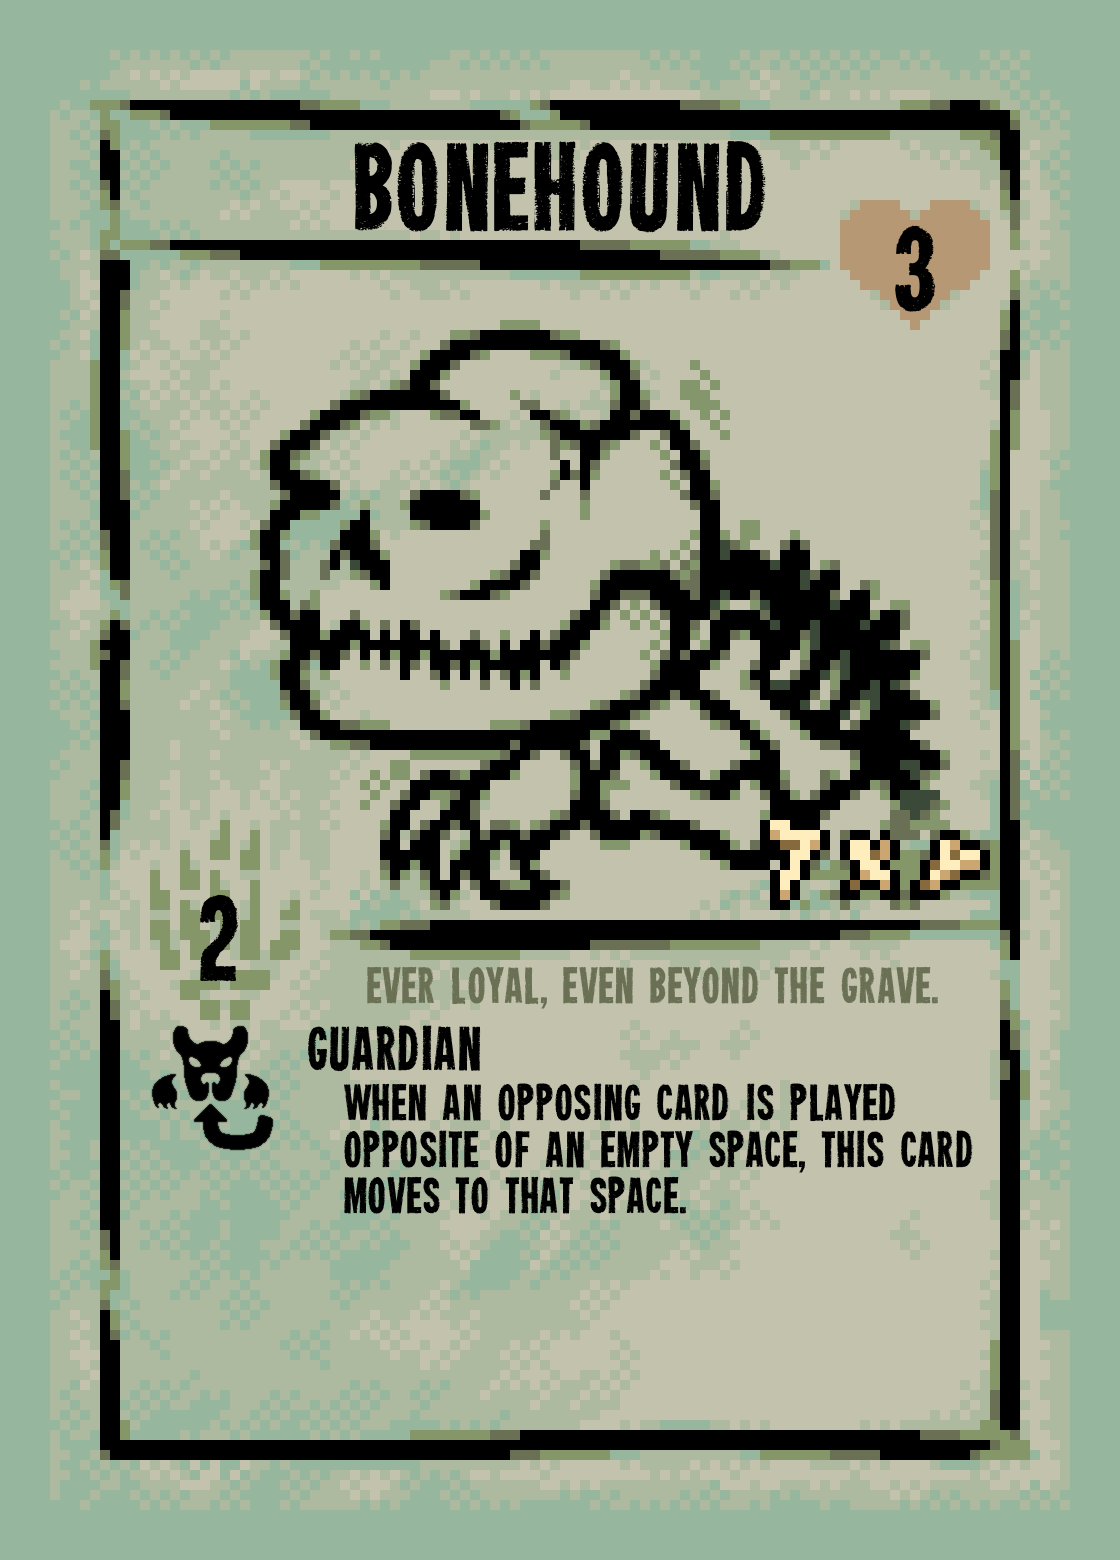 BONEHOUND
3
7 X
2
EVER LOYAL, EVEN BEYOND THE GRAVE.
GUARDIAN
WHEN AN OPPOSING CARD IS PLAYED
OPPOSITE OF AN EMPTY SPACE, THIS CARD
MOVES TO THAT SPACE.